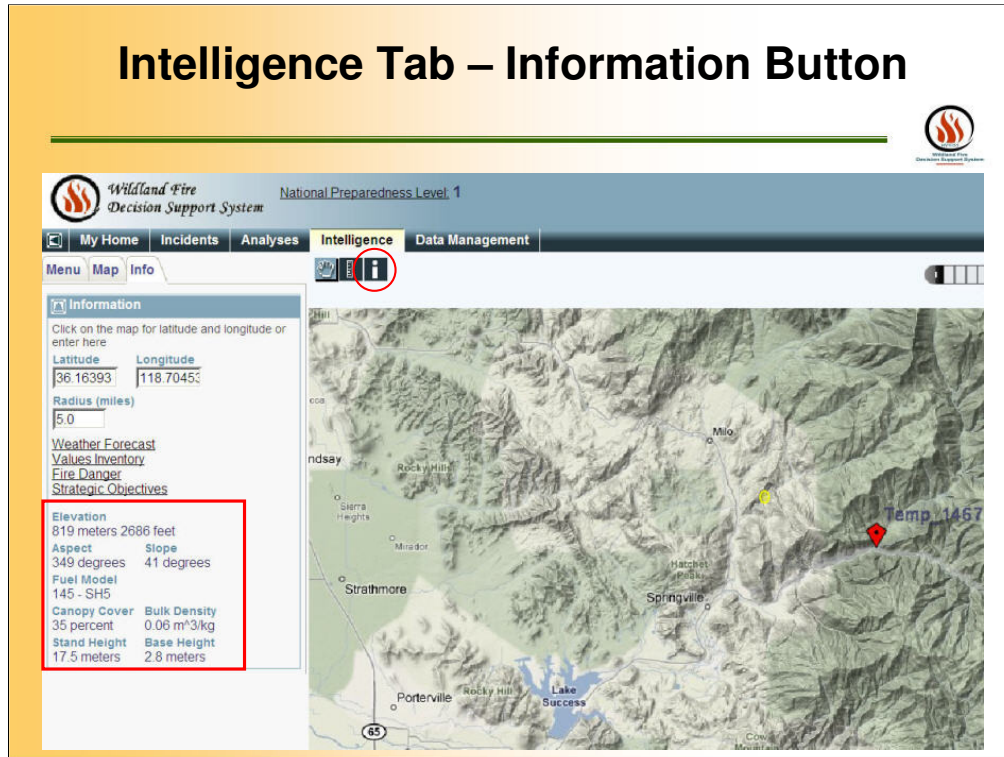 Intelligence Tab – Information Button
Wildland Fire
Decision Support System
Wildland Fire
Decision Support System
National Preparedness Level: 1
My Home Incidents Analyses Intelligence Data Management
Menu Map Info
Information
Click on the map for latitude and longitude or
enter here
Latitude Longitude
36.16393 118.7045
Radius (miles)
5.0
Weather Forecast
Values Inventory
Fire Danger
Strategic Objectives
Elevation
819 meters 2686 feet
Aspect Slope
349 degrees 41 degrees
Fuel Model
145 - SH5
Canopy Cover Bulk Density
35 percent 0.06 m^3/kg
Stand Height Base Height
17.5 meters 2.8 meters
Hill
cca
Milo
ndsay
Rocky Hill
Sierra
Heights
Temp_1467
Mirador
Hatchet
Peak
Strathmore
Springville
Porterville
Rocky Hill
Lake
Success
65
Cow
Mountain